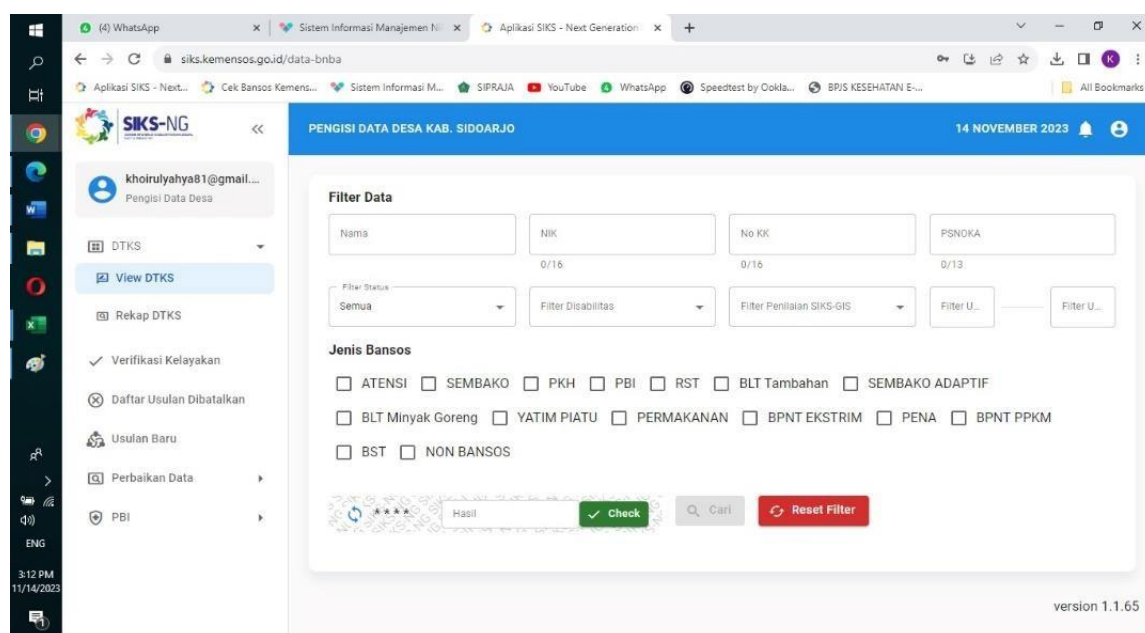 (4) WhatsApp
Sistem Informasi Manajemen Ni
Aplikasi SIKS - Next Generation
siks.kemensos.go.id/data-bnba
K
Aplikasi SIKS - Next...
Cek Bansos Kemens...
Sistem Informasi M...
SIPRAJA
YouTube
WhatsApp
Speedtest by Ookla...
BPJS KESEHATAN E-...
All Bookmarks
SIKS-NG
PENGISI DATA DESA KAB. SIDOARJO
14 NOVEMBER 2023
khoirulyahya81@gmail....
Pengisi Data Desa
DTKS
View DTKS
Rekap DTKS
Verifikasi Kelayakan
Daftar Usulan Dibatalkan
Usulan Baru
Perbaikan Data
PBI
Filter Data
Nama
NIK
No KK
PSNOKA
0/16
0/16
0/13
Filter Status
Semua
Filter Disabilitas
Filter Penilaian SIKS-GIS
Filter U...
Filter U...
Jenis Bansos
ATENSI SEMBAKO PKH PBI RST BLT Tambahan SEMBAKO ADAPTIF
BLT Minyak Goreng YATIM PIATU PERMAKANAN BPNT EKSTRIM PENA BPNT PPKM
BST NON BANSOS
****
Hasil
Check
Cari
Reset Filter
version 1.1.65
ENG
3:12 PM
11/14/2023